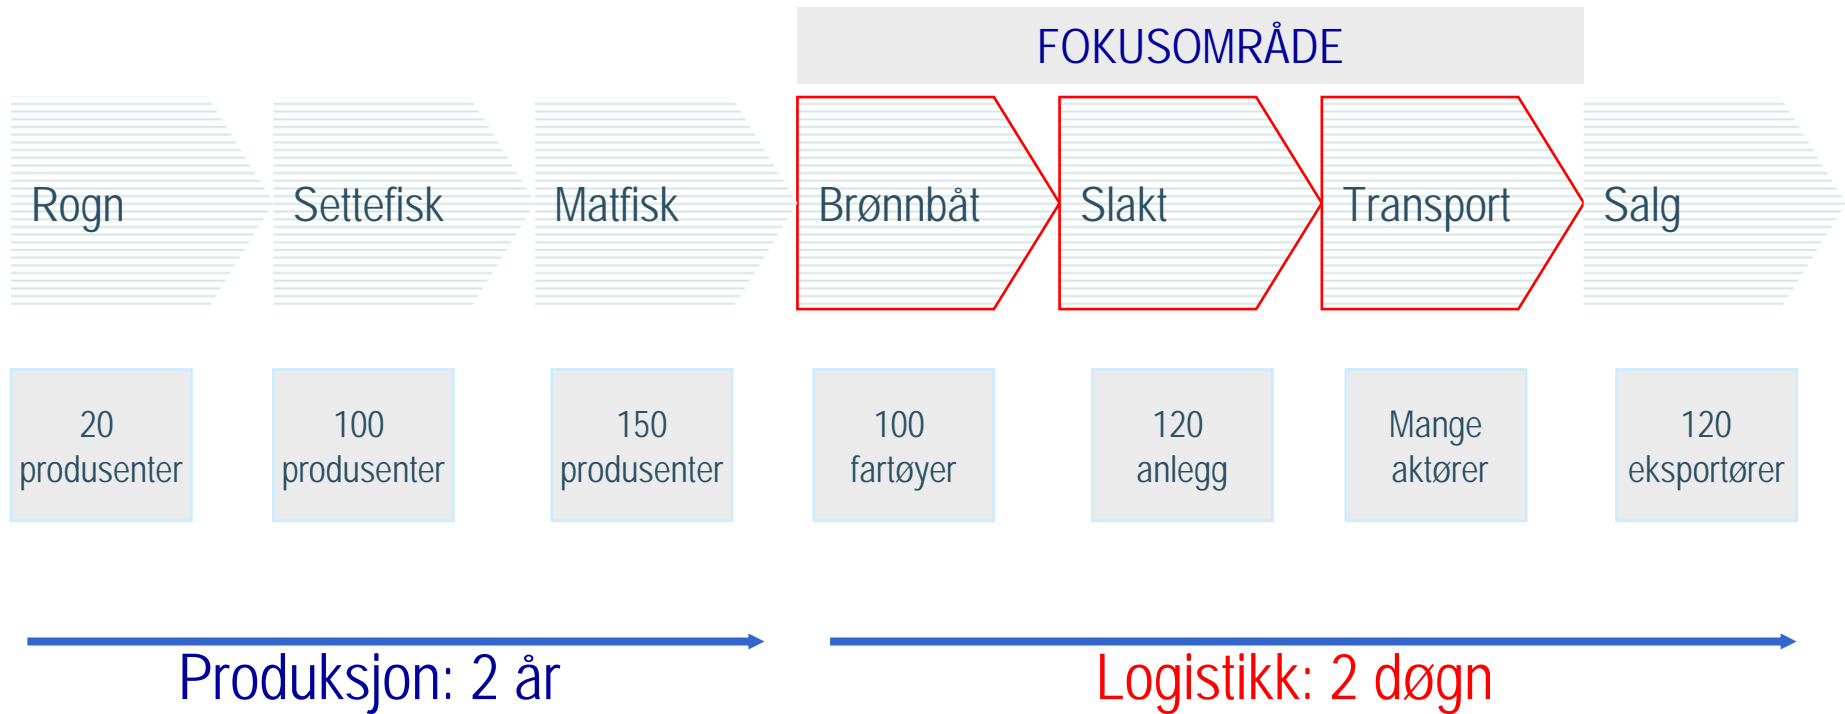 FOKUSOMRÅDE
Rogn
Settefisk
Matfisk
Brønnbåt
Slakt
Transport
Salg
20
produsenter
100
produsenter
150
produsenter
100
fartøyer
120
anlegg
Mange
aktører
120
eksportører
Produksjon: 2 år
Logistikk: 2 døgn